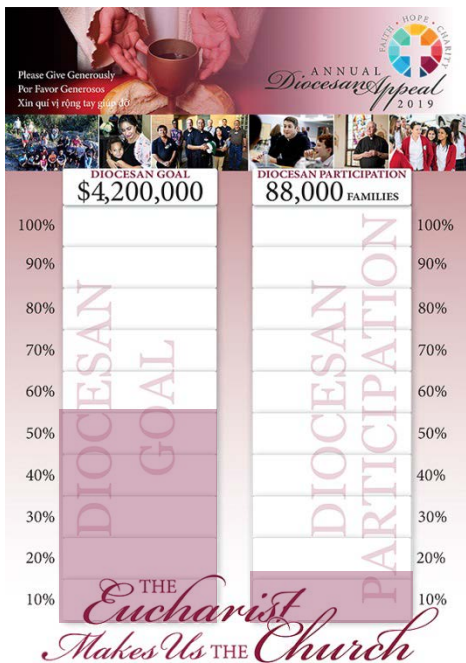 FAITH • HOPE • CHARITY
ANNUAL
Diocesan Appeal
2019
Please Give Generously
Por Favor Generosos
Xin quí vị rộng tay giúp đỡ
DIOCESAN GOAL
$4,200,000
DIOCESAN PARTICIPATION
88,000 FAMILIES
100% 100%
90% 90%
80% 80%
70% 70%
60% 60%
50% 50%
40% 40%
30% 30%
20% 20%
10% 10%
DIOCESAN
GOAL
DIOCESAN
PARTICIPATION
THE
Eucharist
Makes Us THE Church